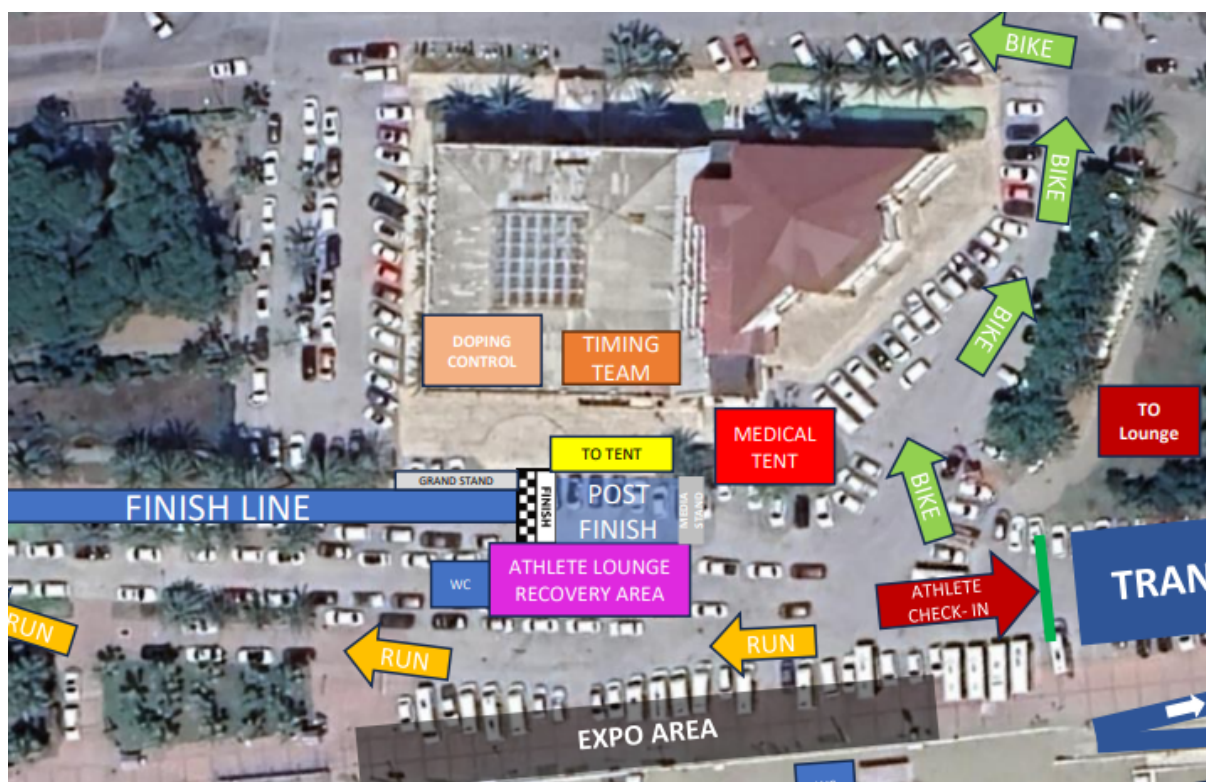 BIKE
BIKE
BIKE
DOPING
CONTROL
TIMING
TEAM
TO
Lounge
MEDICAL
TENT
TO TENT
GRAND STAND
FINISH LINE
FINISH
POST
FINISH
MEDIA
STAND
BIKE
WC
ATHLETE LOUNGE
RECOVERY AREA
ATHLETE
CHECK- IN
TRAN
RUN
RUN
RUN
EXPO AREA